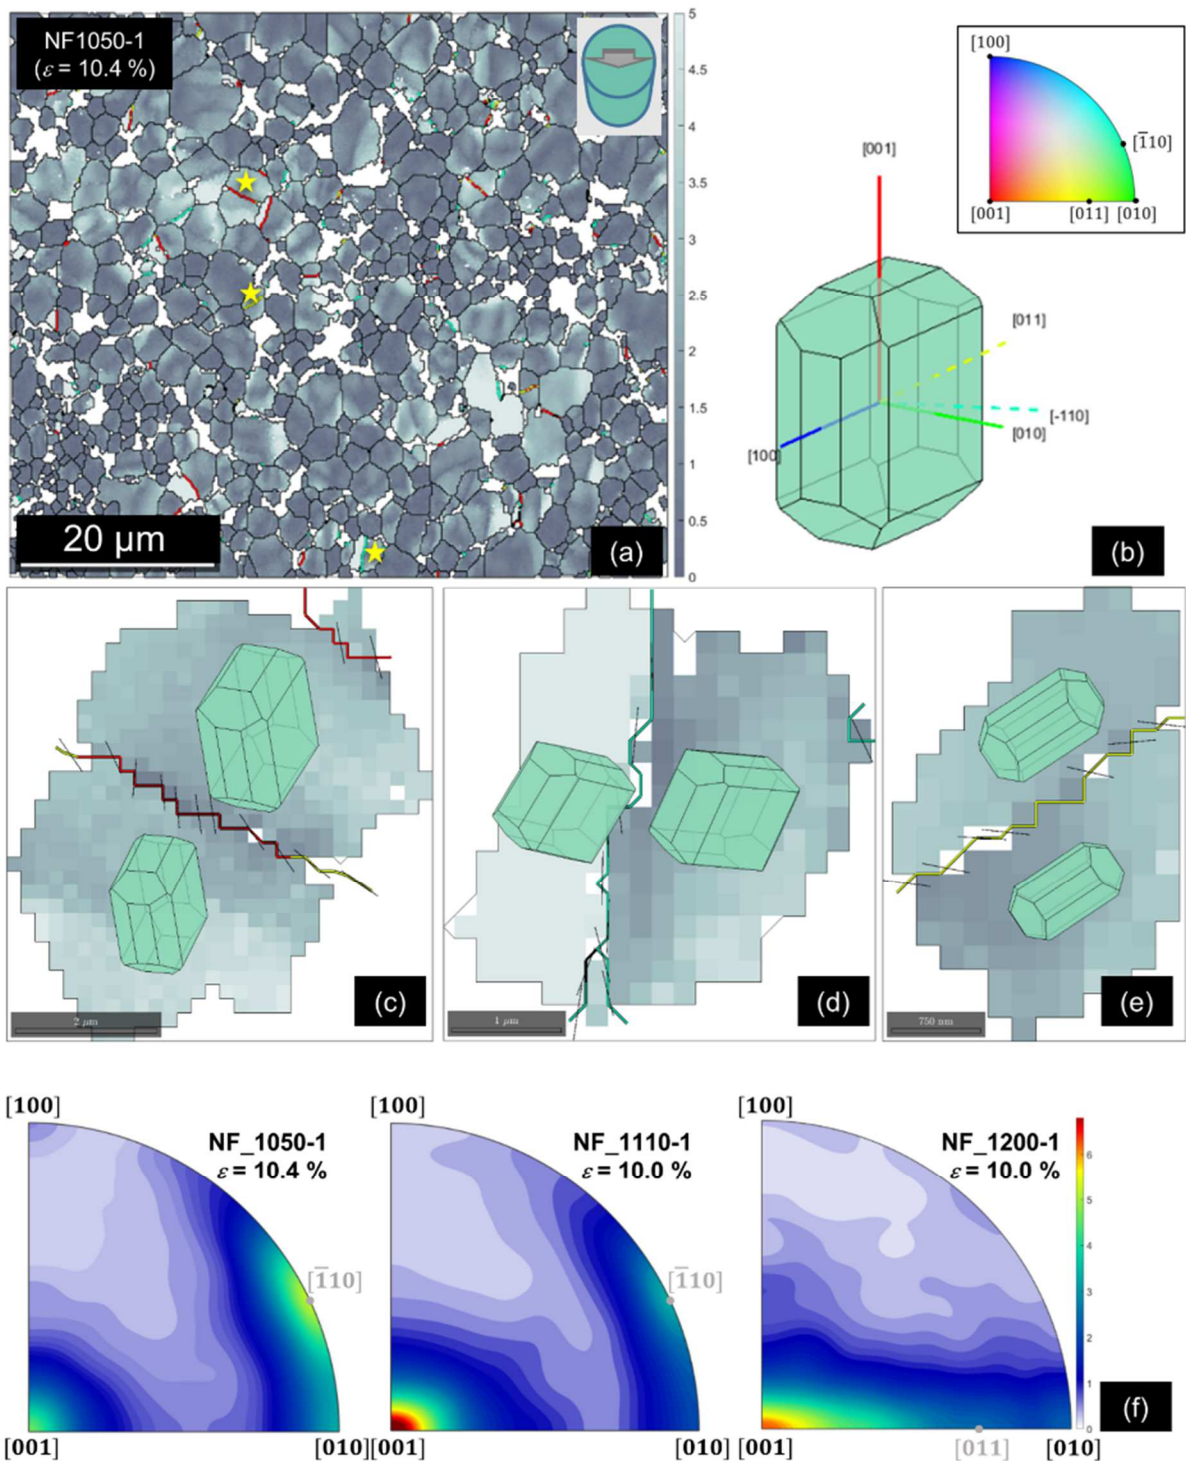 NF1050-1
(ε = 10.4 %)
5
4.5
4
3.5
3
2.5
2
1.5
1
0.5
0
20 μm
(a)
[100]
[1̅10]
[001]
[011]
[010]
[001]
[011]
[-110]
[010]
[100]
(b)
2 μm
(c)
1 μm
(d)
750 nm
(e)
[100]
NF_1050-1
ε = 10.4 %
[1̅10]
[001]
[010]
[100]
NF_1110-1
ε = 10.0 %
[1̅10]
[001]
[010]
[100]
NF_1200-1
ε = 10.0 %
[001]
[011]
[010]
6
5
4
3
2
1
0
(f)